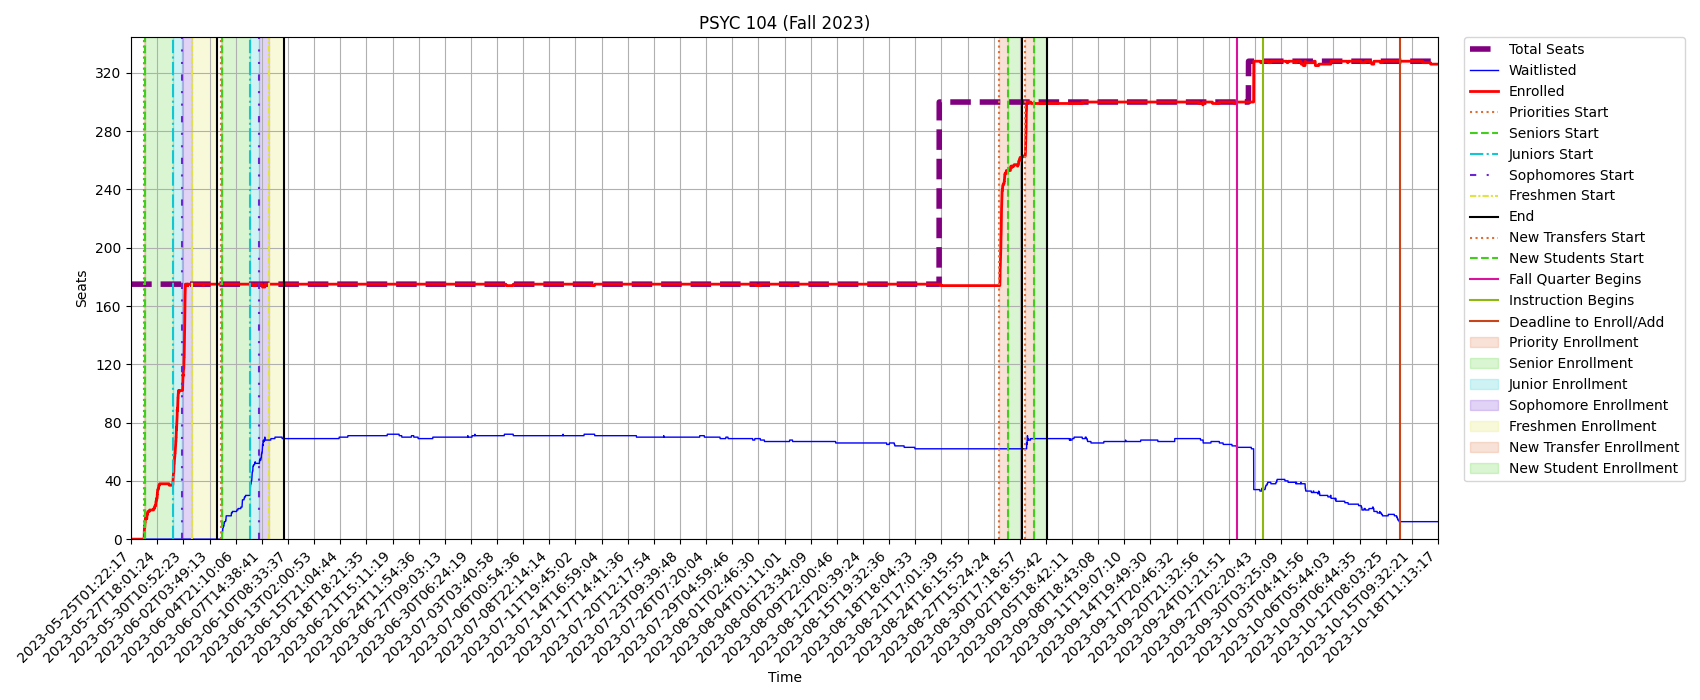 PSYC 104 (Fall 2023)
Seats
320
280
240
200
160
120
80
40
0
2023-05-25T01:22:17
2023-05-27T18:01:24
2023-05-30T10:52:23
2023-06-02T03:49:13
2023-06-04T21:10:06
2023-06-07T14:38:41
2023-06-10T08:33:37
2023-06-13T02:00:53
2023-06-15T21:04:44
2023-06-18T18:21:35
2023-06-21T15:11:19
2023-06-24T11:54:36
2023-06-27T09:03:13
2023-06-30T06:24:19
2023-07-03T03:40:58
2023-07-06T00:54:36
2023-07-08T22:14:14
2023-07-11T19:45:02
2023-07-14T16:59:04
2023-07-17T14:41:36
2023-07-20T12:17:54
2023-07-23T09:39:48
2023-07-26T07:20:04
2023-07-29T04:59:46
2023-08-01T02:46:30
2023-08-04T01:11:01
2023-08-06T23:34:09
2023-08-09T22:00:46
2023-08-12T20:39:24
2023-08-15T19:32:36
2023-08-18T18:04:33
2023-08-21T17:01:39
2023-08-24T16:15:55
2023-08-27T15:24:24
2023-08-30T17:18:57
2023-09-02T18:55:42
2023-09-05T18:42:11
2023-09-08T18:43:08
2023-09-11T19:07:10
2023-09-14T19:49:30
2023-09-17T20:46:32
2023-09-20T21:32:56
2023-09-24T01:21:51
2023-09-27T02:20:43
2023-09-30T03:25:09
2023-10-03T04:41:56
2023-10-06T05:44:03
2023-10-09T06:44:35
2023-10-12T08:03:25
2023-10-15T09:32:21
2023-10-18T11:13:17
Time
Total Seats
Waitlisted
Enrolled
Priorities Start
Seniors Start
Juniors Start
Sophomores Start
Freshmen Start
End
New Transfers Start
New Students Start
Fall Quarter Begins
Instruction Begins
Deadline to Enroll/Add
Priority Enrollment
Senior Enrollment
Junior Enrollment
Sophomore Enrollment
Freshmen Enrollment
New Transfer Enrollment
New Student Enrollment